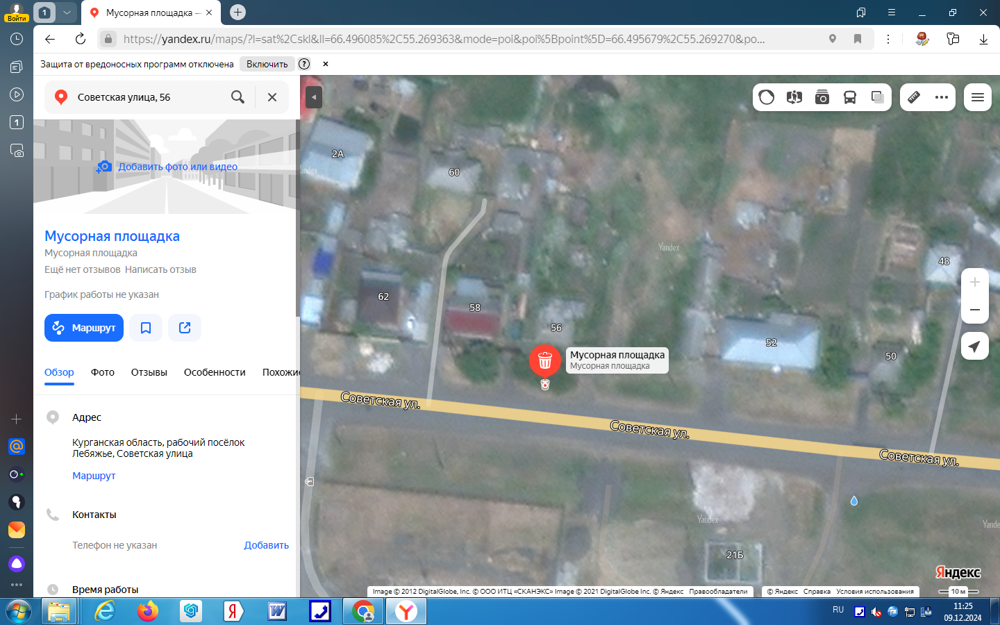 Войти
1
Мусорная площадка —
https://yandex.ru/maps/?l=sat%2Cskl&ll=66.496085%2C55.269363&mode=poi&poi%5Bpoint%5D=66.495679%2C55.269270&po...
Защита от вредоносных программ отключена
Включить
?
1
Советская улица, 56
Добавить фото или видео
Мусорная площадка
Мусорная площадка
Ещё нет отзывов Написать отзыв
График работы не указан
Маршрут
Обзор
Фото
Отзывы
Особенности
Похожие
Адрес
Курганская область, рабочий посёлок
Лебяжье, Советская улица
Маршрут
Контакты
Телефон не указан
Добавить
Время работы
2А
60
Yandex
Yandex
48
62
58
56
52
50
Мусорная площадка
Мусорная площадка
Советская ул.
Советская ул.
Советская ул.
Yandex
Yande
21Б
Яндекс
Image © 2012 DigitalGlobe, Inc. © ООО ИТЦ «СКАНЭКС» Image © 2021 DigitalGlobe Inc. © Яндекс Правообладатели
© Яндекс Справка Условия использования
10 м
RU
11:25
09.12.2024